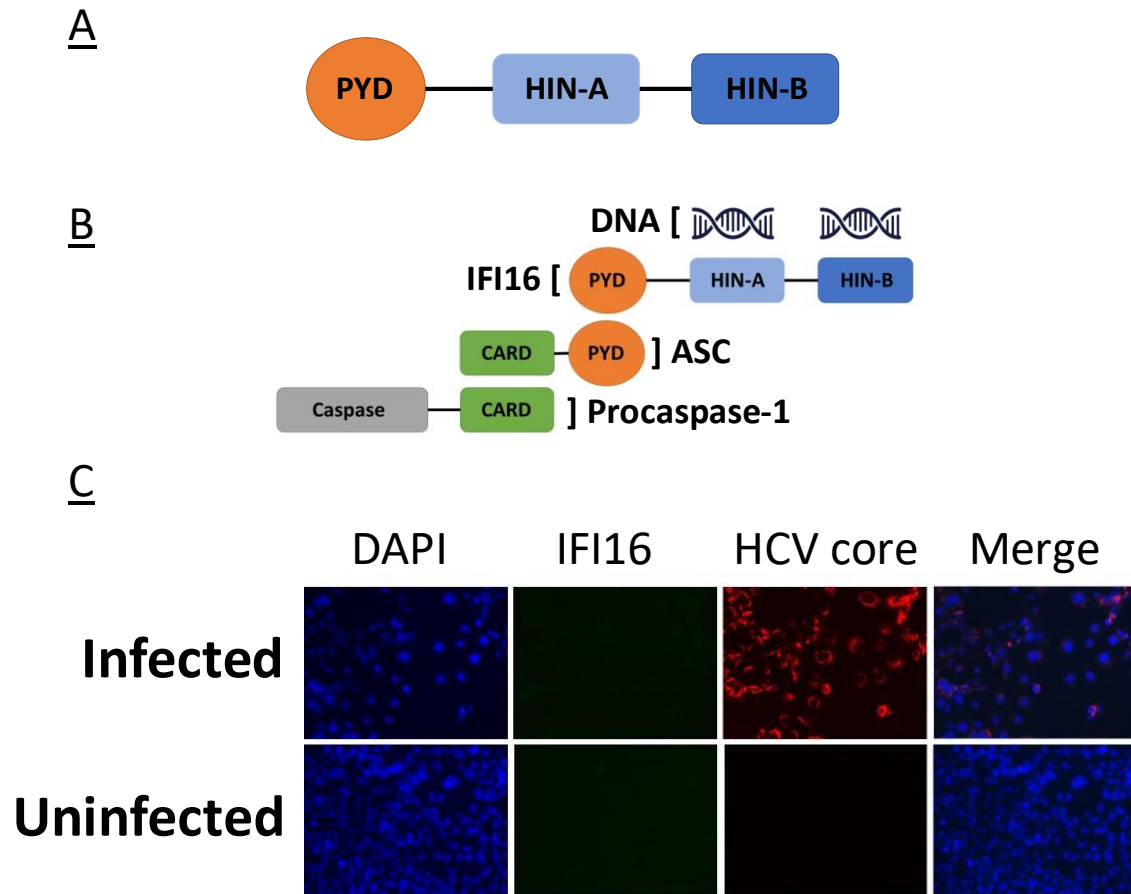 A
PYD HIN-A HIN-B
B
DNA [
IFI16 [ PYD HIN-A HIN-B
CARD PYD ] ASC
Caspase CARD ] Procaspase-1
C
DAPI IFI16 HCV core Merge
Infected
Uninfected